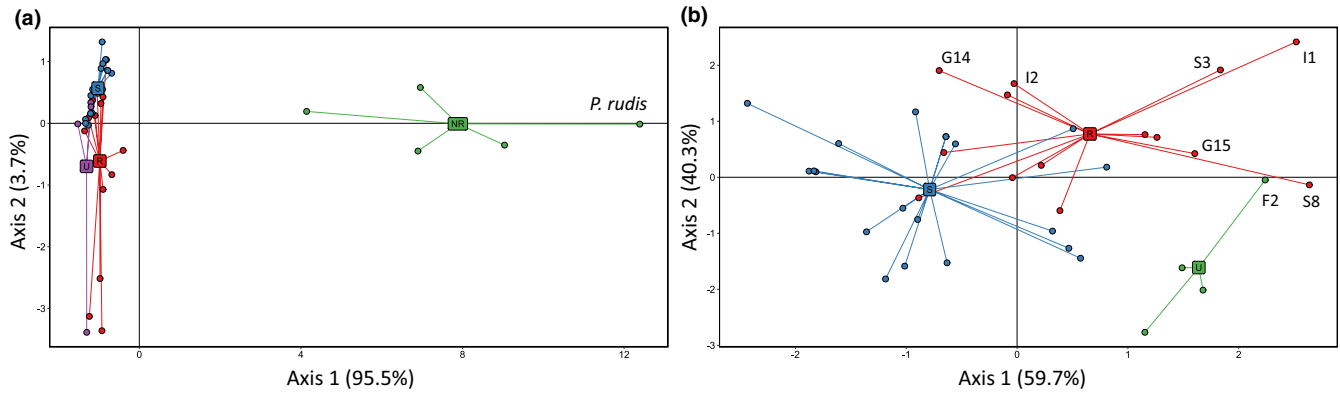 (a)
Axis 2 (3.7%)
1
0
-1
-2
-3
S
R
U
NR
P. rudis
0
4
8
12
Axis 1 (95.5%)
(b)
Axis 2 (40.3%)
2
1
0
-1
-2
-3
G14
I2
S3
I1
R
G15
S
F2
S8
U
-2
-1
0
1
2
Axis 1 (59.7%)